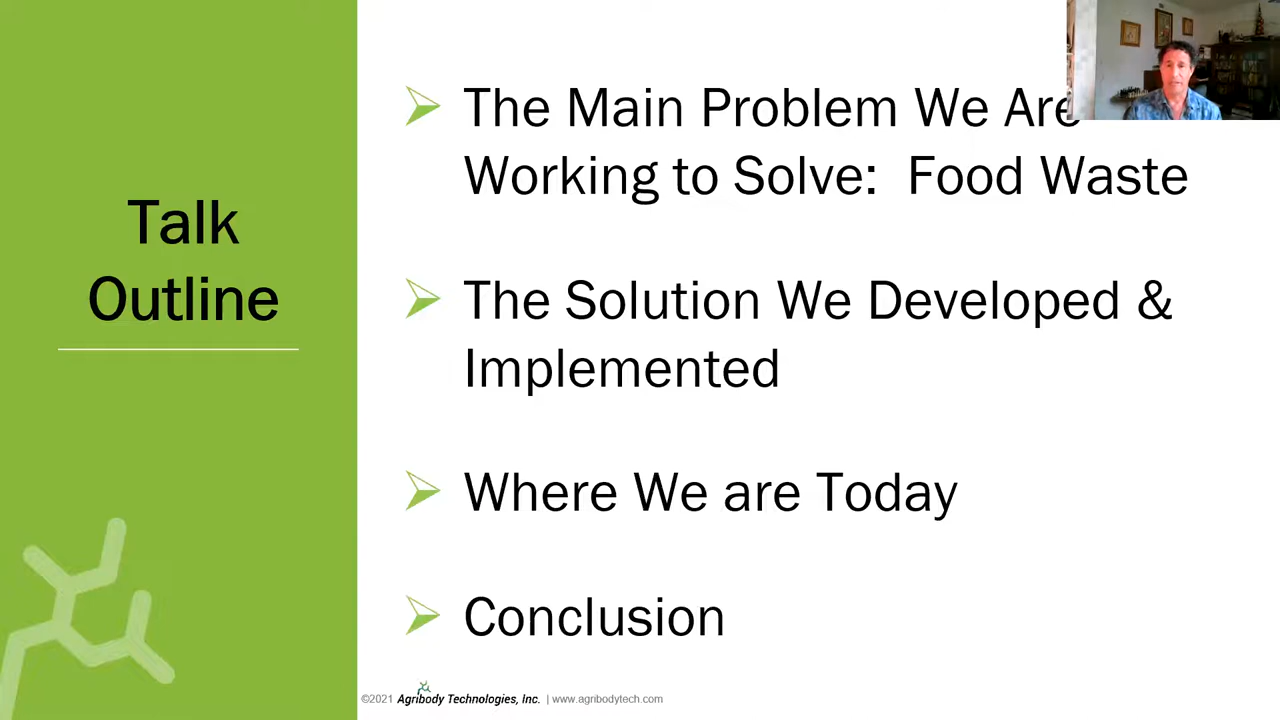 Talk
Outline
The Main Problem We Are
Working to Solve: Food Waste
The Solution We Developed &
Implemented
Where We are Today
Conclusion
©2021 Agribody Technologies, Inc. | www.agribodytech.com